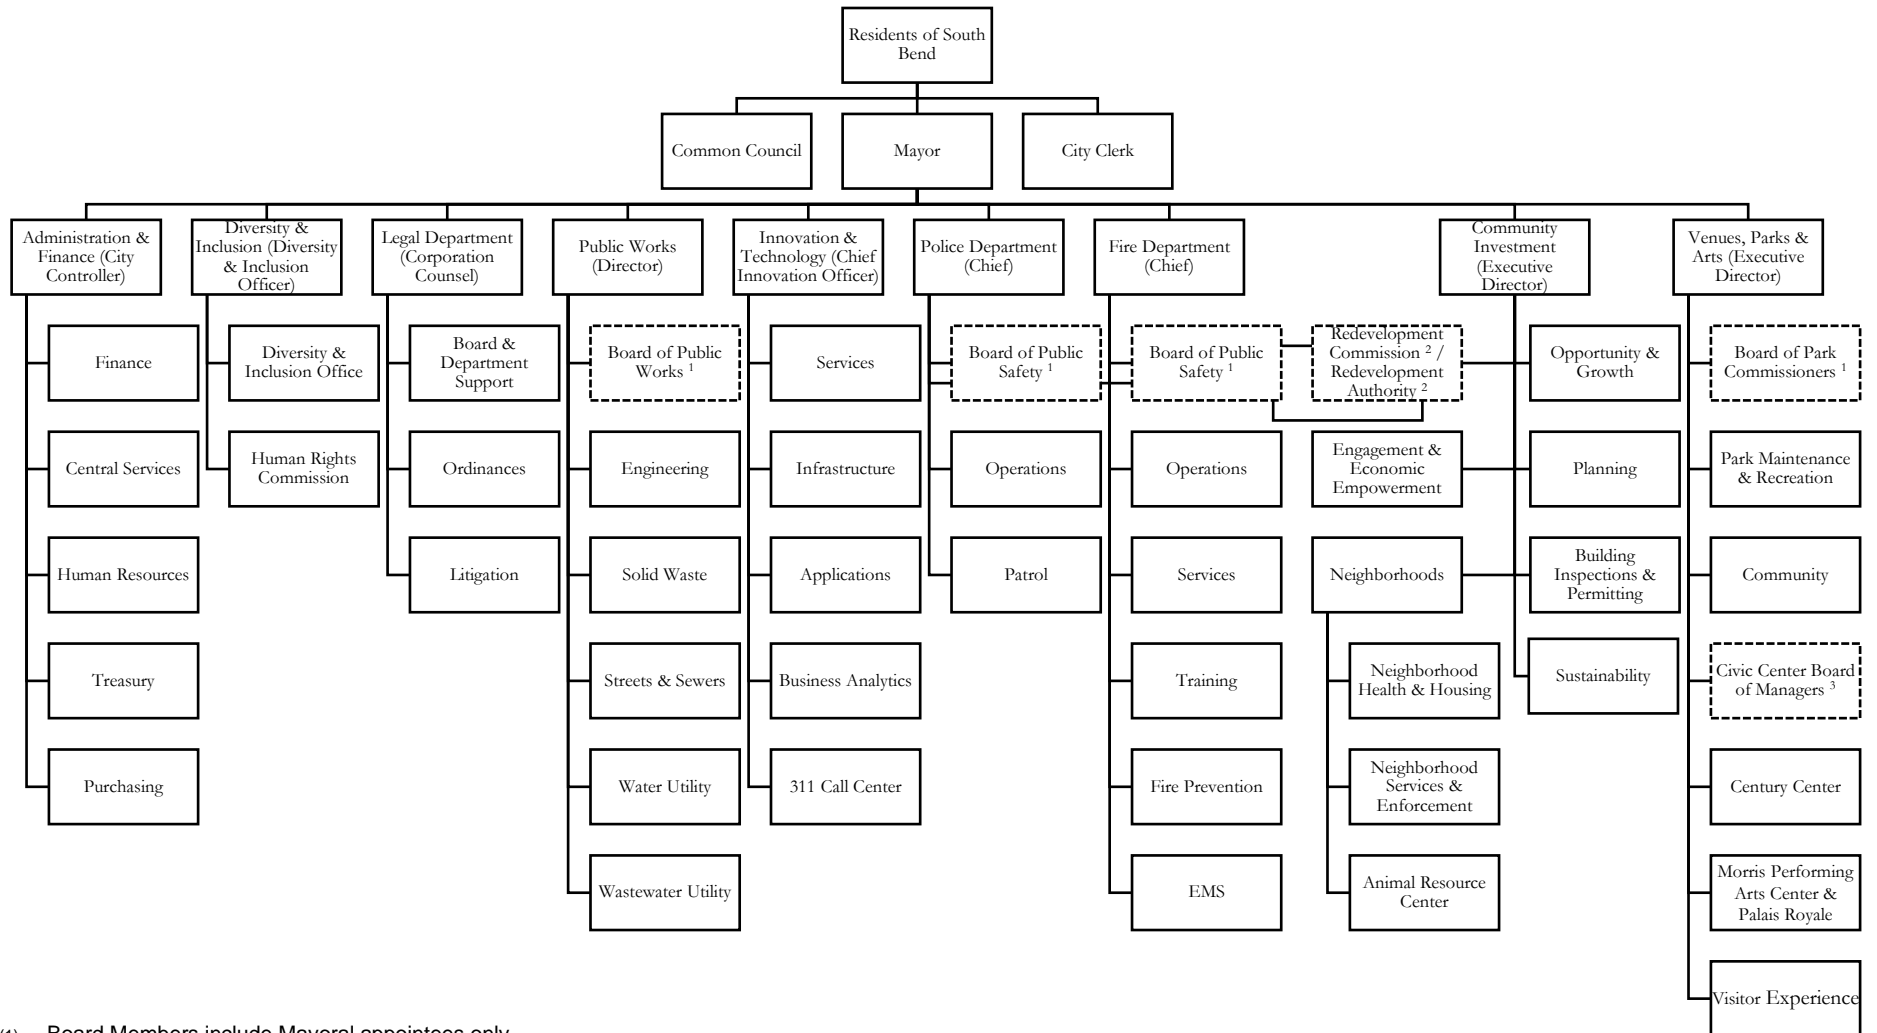 Residents of South
Bend
Common Council
Mayor
City Clerk
Administration &
Finance (City
Controller)
Diversity &
Inclusion (Diversity
& Inclusion
Officer)
Legal Department
(Corporation
Counsel)
Public Works
(Director)
Innovation &
Technology (Chief
Innovation Officer)
Police Department
(Chief)
Fire Department
(Chief)
Community
Investment
(Executive
Director)
Venues, Parks &
Arts (Executive
Director)
Finance
Central Services
Human Resources
Treasury
Purchasing
Diversity &
Inclusion Office
Human Rights
Commission
Board &
Department
Support
Ordinances
Litigation
Board of Public
Works 1
Engineering
Solid Waste
Streets & Sewers
Water Utility
Wastewater Utility
Services
Infrastructure
Applications
Business Analytics
311 Call Center
Board of Public
Safety 1
Operations
Patrol
Board of Public
Safety 1
Operations
Services
Training
Fire Prevention
EMS
Redevelopment
Commission 2 /
Redevelopment
Authority 2
Engagement &
Economic
Empowerment
Neighborhoods
Neighborhood
Health & Housing
Neighborhood
Services &
Enforcement
Animal Resource
Center
Opportunity &
Growth
Planning
Building
Inspections &
Permitting
Sustainability
Board of Park
Commissioners 1
Park Maintenance
& Recreation
Community
Civic Center Board
of Managers 3
Century Center
Morris Performing
Arts Center &
Palais Royale
Visitor Experience
(1) Board Members include Mayoral appointees only